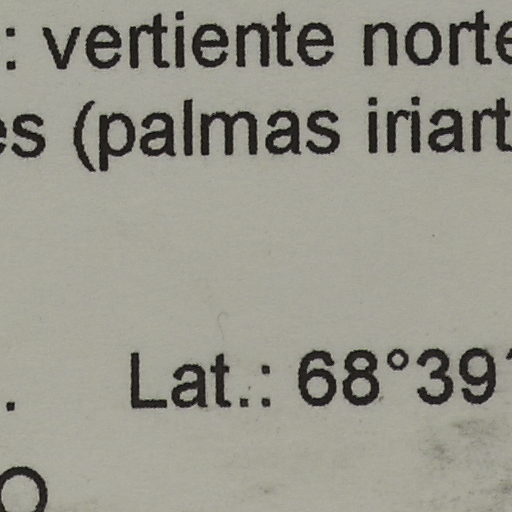 : vertiente norte
es (palmas iriart
. Lat.: 68°39'
O